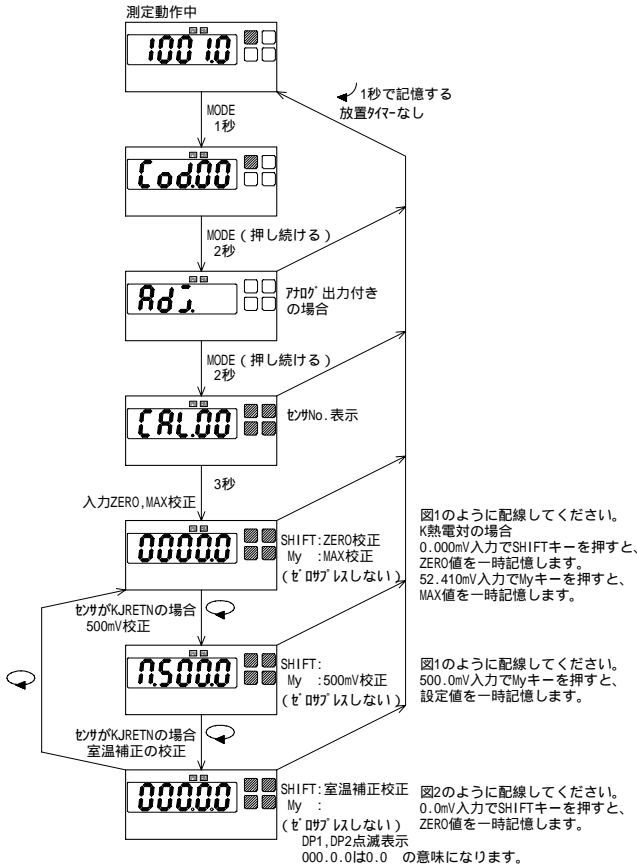 測定動作中
1001.0
1秒で記憶する
放置ﾀｲﾏｰなし
MODE
1秒
Cod.00
MODE(押し続ける)
2秒
AdJ.
ｱﾅﾛｸﾞ出力付き
の場合
MODE(押し続ける)
2秒
CAL.00
ｾﾝｻNo.表示
3秒
入力ZERO,MAX校正
0000.0
SHIFT:ZERO校正
My :MAX校正
(ｾﾞﾛｻﾌﾟﾚｽしない)
図1のように配線してください。
K熱電対の場合
0.000mV入力でSHIFTキーを押すと、
ZERO値を一時記憶します。
52.410mV入力でMyキーを押すと、
MAX値を一時記憶します。
ｾﾝｻがKJRETNの場合
500mV校正
n.500.0
SHIFT:
My :500mV校正
(ｾﾞﾛｻﾌﾟﾚｽしない)
図1のように配線してください。
500.0mV入力でMyキーを押すと、
設定値を一時記憶します。
ｾﾝｻがKJRETNの場合
室温補正の校正
000.0.0
SHIFT:室温補正校正
My :
(ｾﾞﾛｻﾌﾟﾚｽしない)
DP1,DP2点滅表示
000.0.0は0.0 の意味になります。
図2のように配線してください。
0.0mV入力でSHIFTキーを押すと、
ZERO値を一時記憶します。